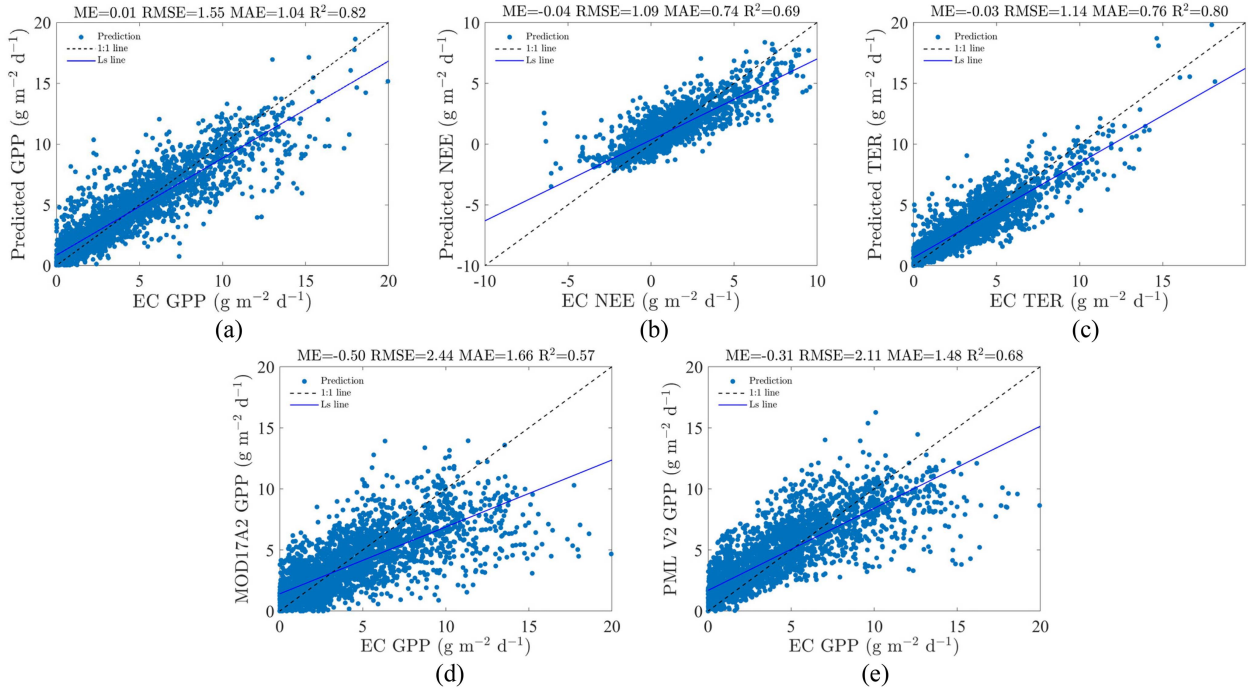 ME=0.01 RMSE=1.55 MAE=1.04 R²=0.82
Predicted GPP (g m⁻² d⁻¹)
20
15
10
5
0
Prediction
1:1 line
Ls line
0 5 10 15 20
EC GPP (g m⁻² d⁻¹)
(a)
ME=-0.04 RMSE=1.09 MAE=0.74 R²=0.69
Predicted NEE (g m⁻² d⁻¹)
10
5
0
-5
-10
Prediction
1:1 line
Ls line
-10 -5 0 5 10
EC NEE (g m⁻² d⁻¹)
(b)
ME=-0.03 RMSE=1.14 MAE=0.76 R²=0.80
Predicted TER (g m⁻² d⁻¹)
20
15
10
5
0
Prediction
1:1 line
Ls line
0 5 10 15
EC TER (g m⁻² d⁻¹)
(c)
ME=-0.50 RMSE=2.44 MAE=1.66 R²=0.57
MOD17A2 GPP (g m⁻² d⁻¹)
20
15
10
5
0
Prediction
1:1 line
Ls line
0 5 10 15 20
EC GPP (g m⁻² d⁻¹)
(d)
ME=-0.31 RMSE=2.11 MAE=1.48 R²=0.68
PML V2 GPP (g m⁻² d⁻¹)
20
15
10
5
0
Prediction
1:1 line
Ls line
0 5 10 15 20
EC GPP (g m⁻² d⁻¹)
(e)